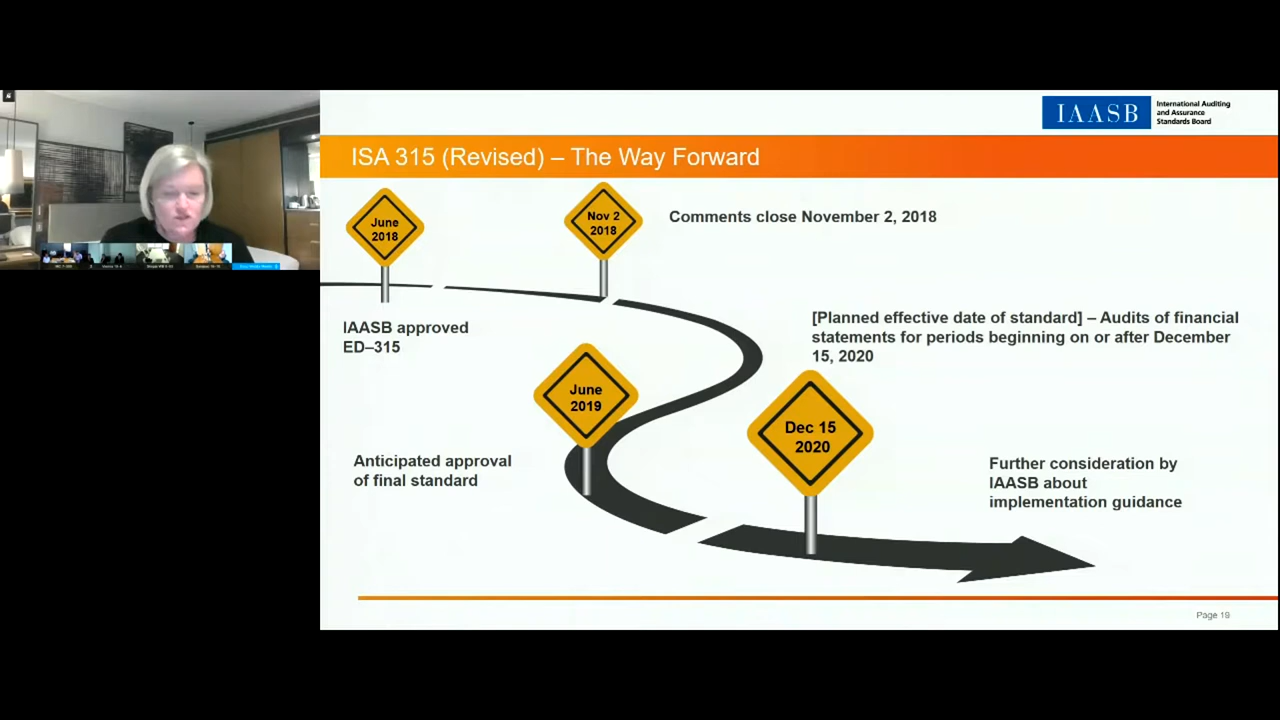 IAASB
International Auditing
and Assurance
Standards Board
ISA 315 (Revised) – The Way Forward
June
2018
Nov 2
2018
Comments close November 2, 2018
IAASB approved
ED–315
[Planned effective date of standard] – Audits of financial
statements for periods beginning on or after December
15, 2020
June
2019
Dec 15
2020
Anticipated approval
of final standard
Further consideration by
IAASB about
implementation guidance
Page 19